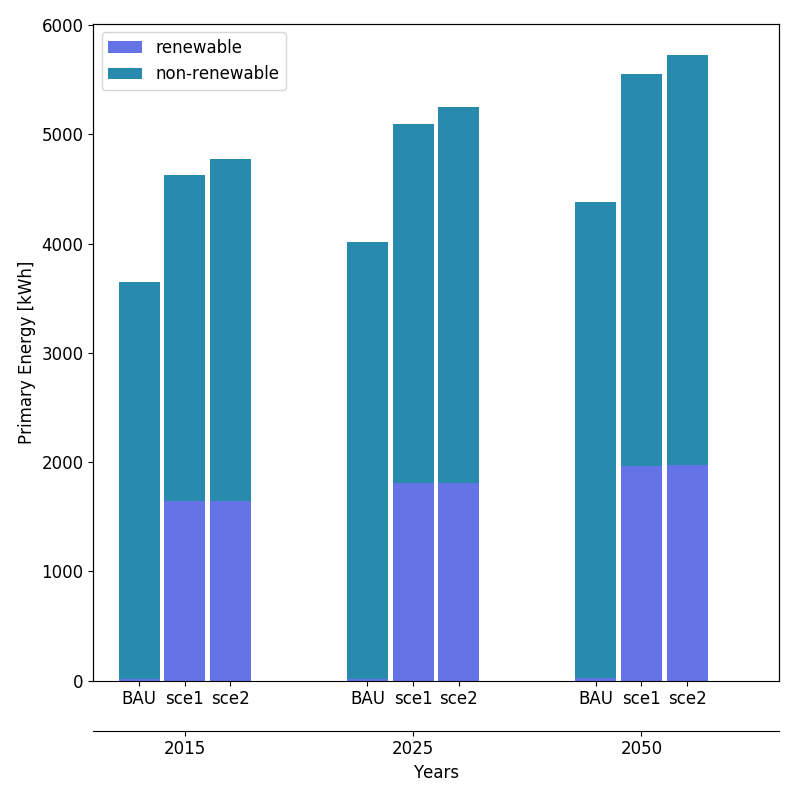 6000
renewable
non-renewable
5000
4000
3000
2000
1000
0
Primary Energy [kWh]
BAU sce1 sce2 BAU sce1 sce2 BAU sce1 sce2
2015 2025 2050
Years